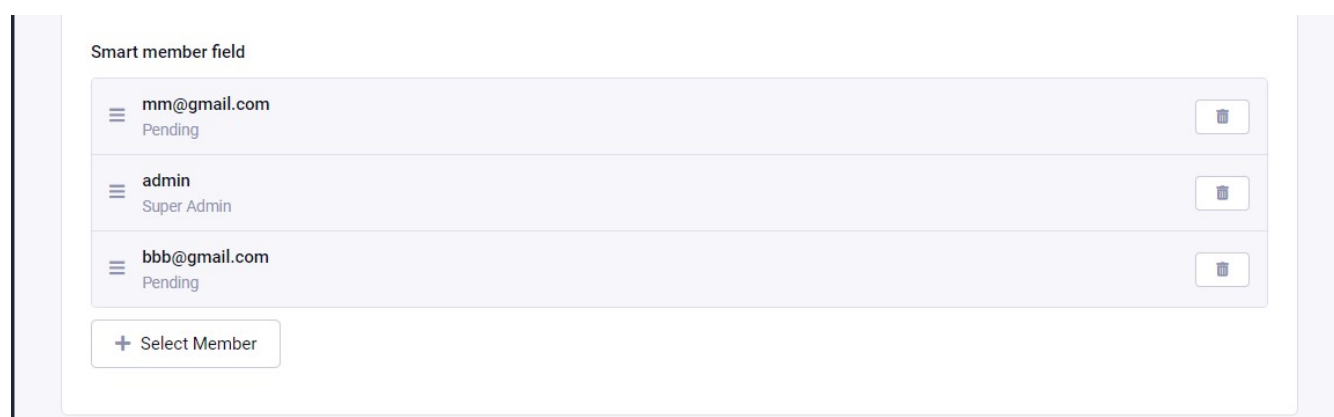 Smart member field
mm@gmail.com
Pending
admin
Super Admin
bbb@gmail.com
Pending
Select Member